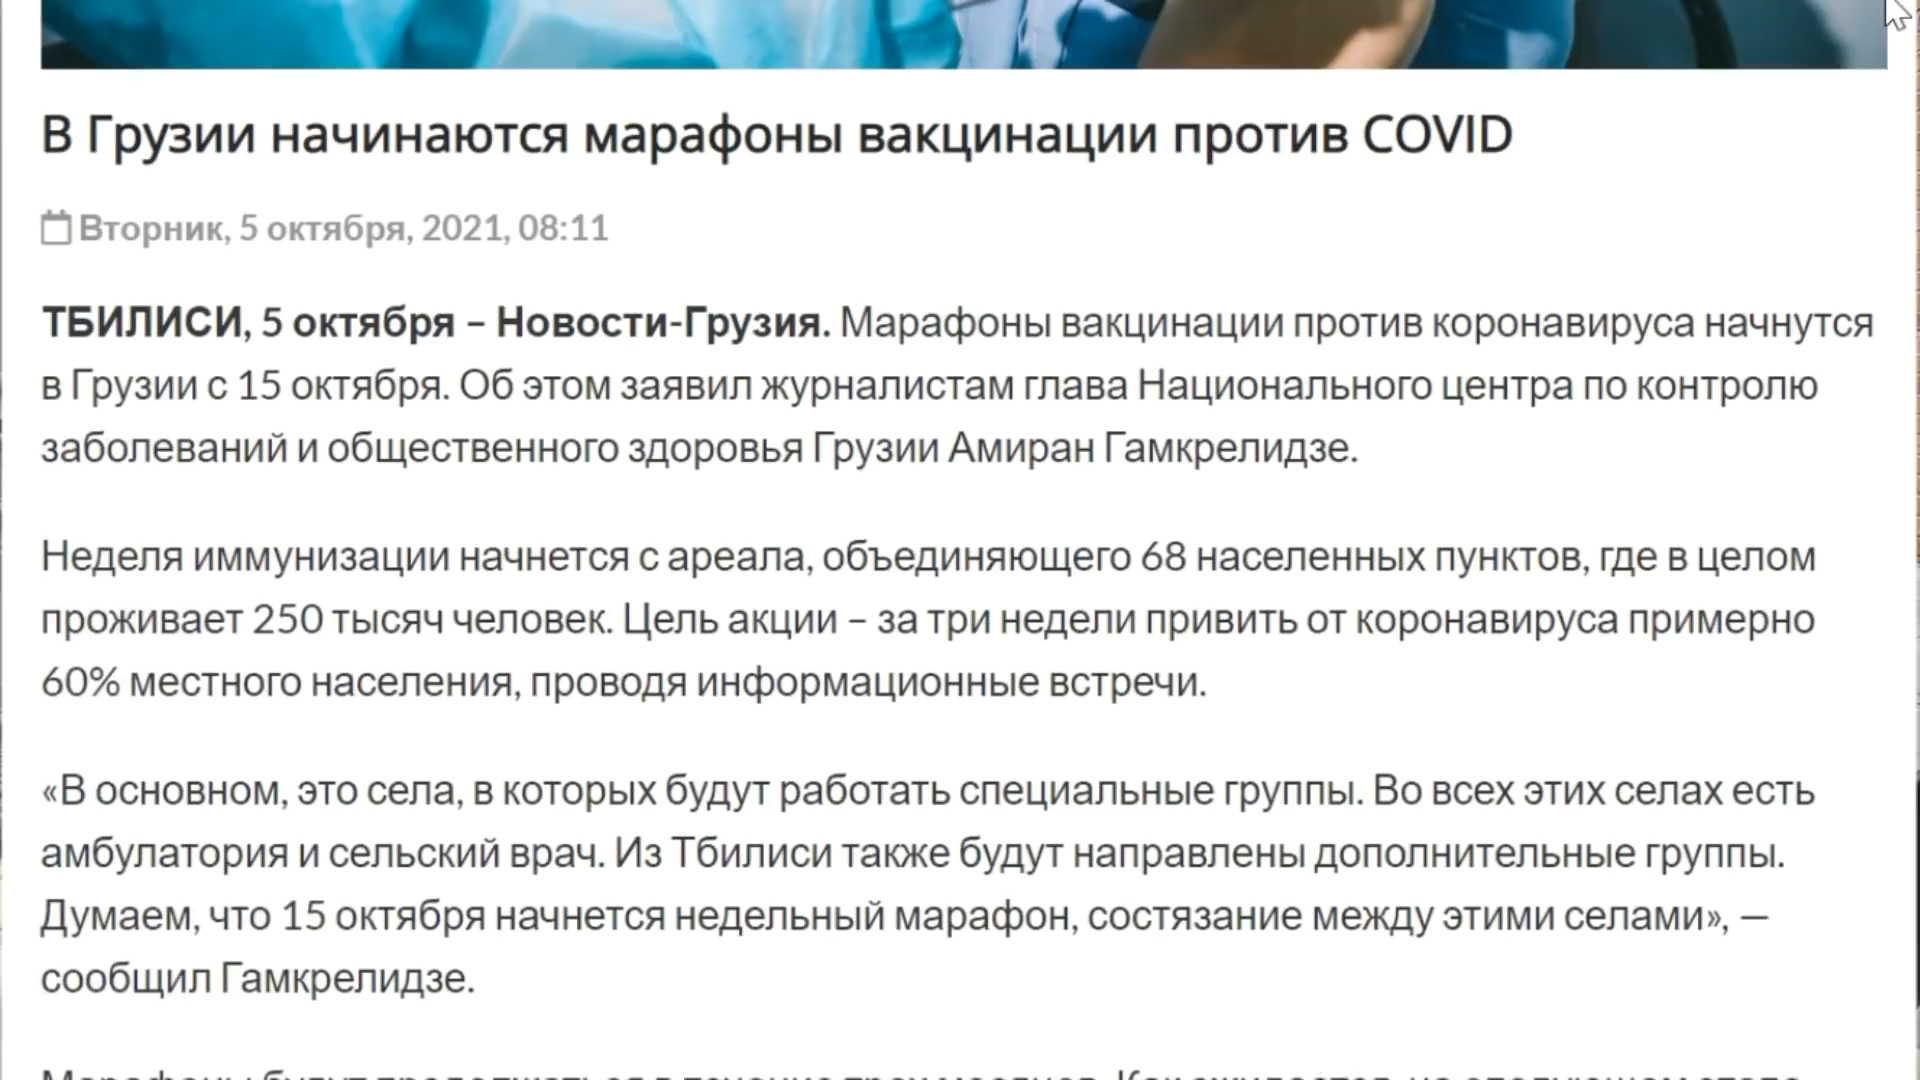 В Грузии начинаются марафоны вакцинации против COVID
Вторник, 5 октября, 2021, 08:11
ТБИЛИСИ, 5 октября – Новости-Грузия. Марафоны вакцинации против коронавируса начнутся
в Грузии с 15 октября. Об этом заявил журналистам глава Национального центра по контролю
заболеваний и общественного здоровья Грузии Амиран Гамкрелидзе.
Неделя иммунизации начнется с ареала, объединяющего 68 населенных пунктов, где в целом
проживает 250 тысяч человек. Цель акции – за три недели привить от коронавируса примерно
60% местного населения, проводя информационные встречи.
«В основном, это села, в которых будут работать специальные группы. Во всех этих селах есть
амбулатория и сельский врач. Из Тбилиси также будут направлены дополнительные группы.
Думаем, что 15 октября начнется недельный марафон, состязание между этими селами», —
сообщил Гамкрелидзе.